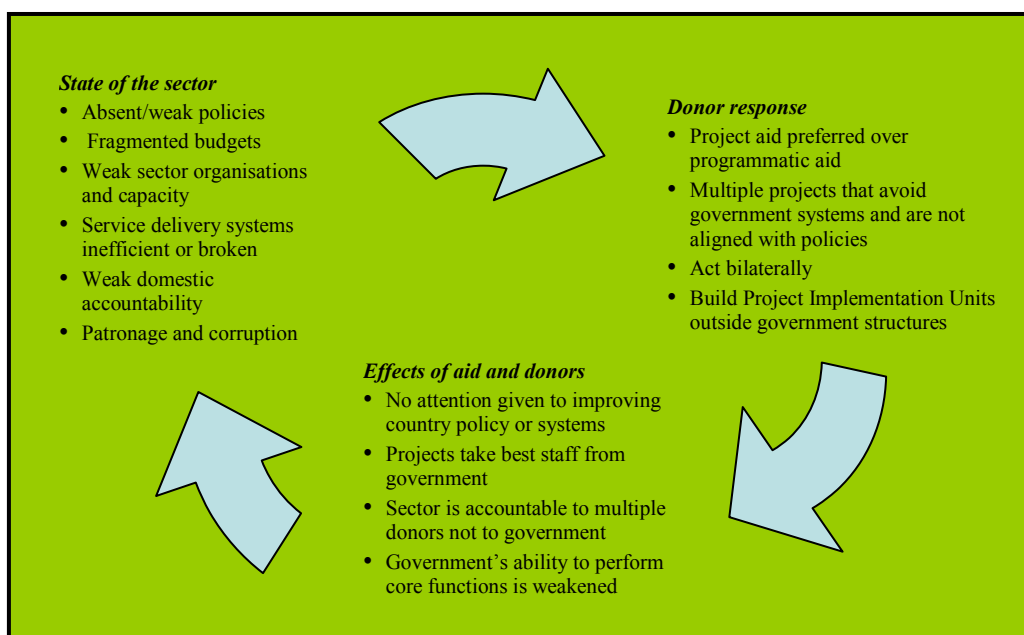 State of the sector
• Absent/weak policies
• Fragmented budgets
• Weak sector organisations
and capacity
• Service delivery systems
inefficient or broken
• Weak domestic
accountability
• Patronage and corruption
Donor response
• Project aid preferred over
programmatic aid
• Multiple projects that avoid
government systems and are not
aligned with policies
• Act bilaterally
• Build Project Implementation Units
outside government structures
Effects of aid and donors
• No attention given to improving
country policy or systems
• Projects take best staff from
government
• Sector is accountable to multiple
donors not to government
• Government’s ability to perform
core functions is weakened